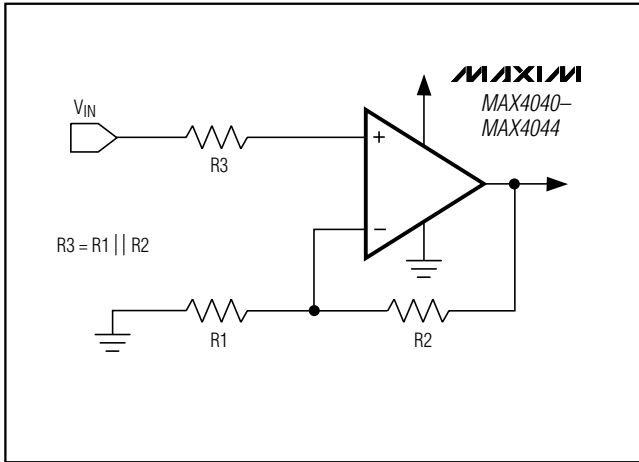 MAXIM
MAX4040–
MAX4044
VIN
+
R3
–
R3 = R1 || R2
R1
R2